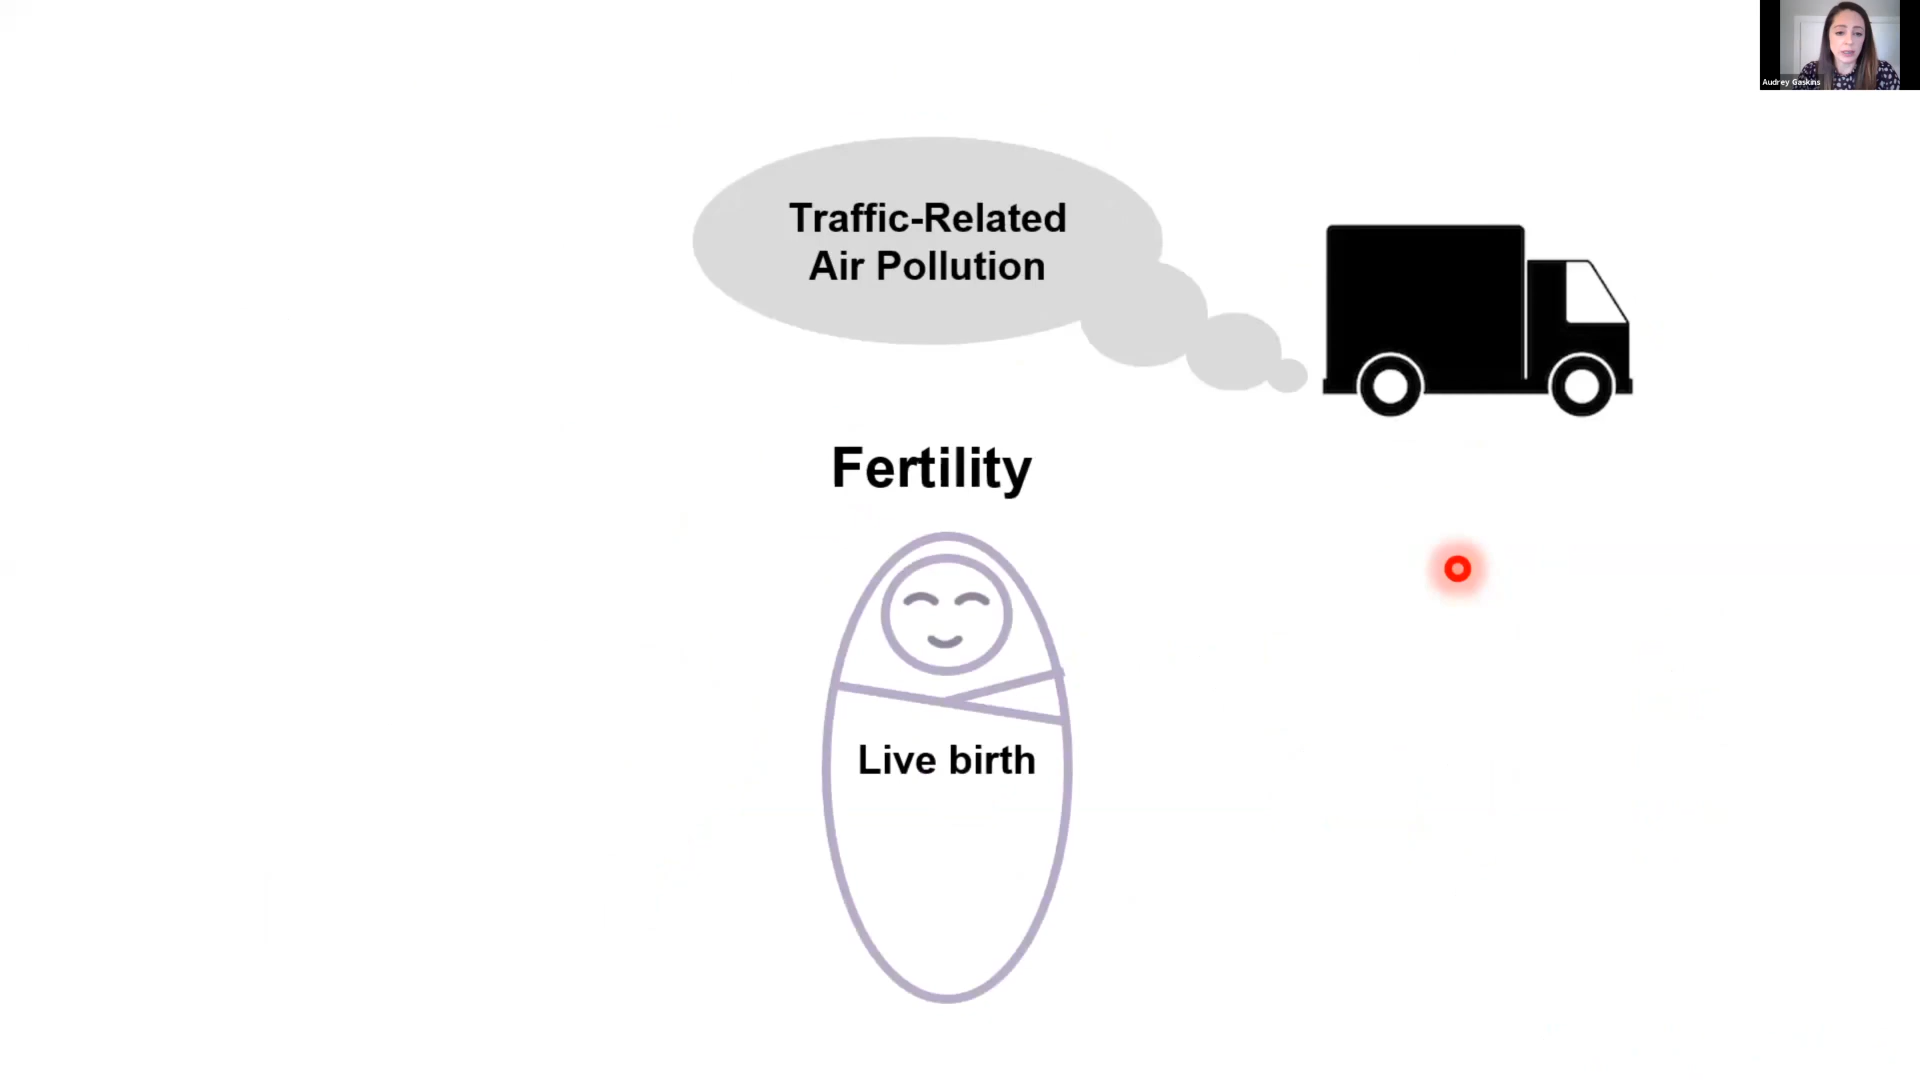 Audrey Gaskins
Traffic-Related
Air Pollution
Fertility
Live birth